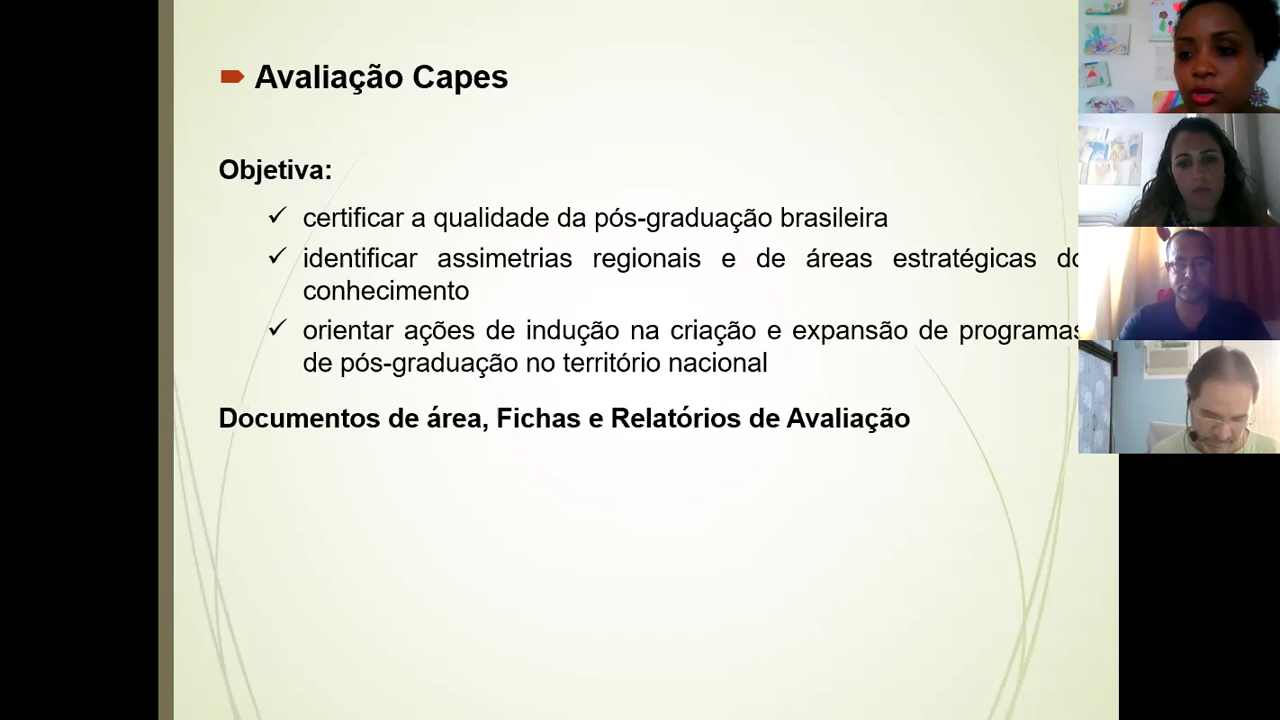 Avaliação Capes
Objetiva:
certificar a qualidade da pós-graduação brasileira
identificar assimetrias regionais e de áreas estratégicas do
conhecimento
orientar ações de indução na criação e expansão de programas
de pós-graduação no território nacional
Documentos de área, Fichas e Relatórios de Avaliação